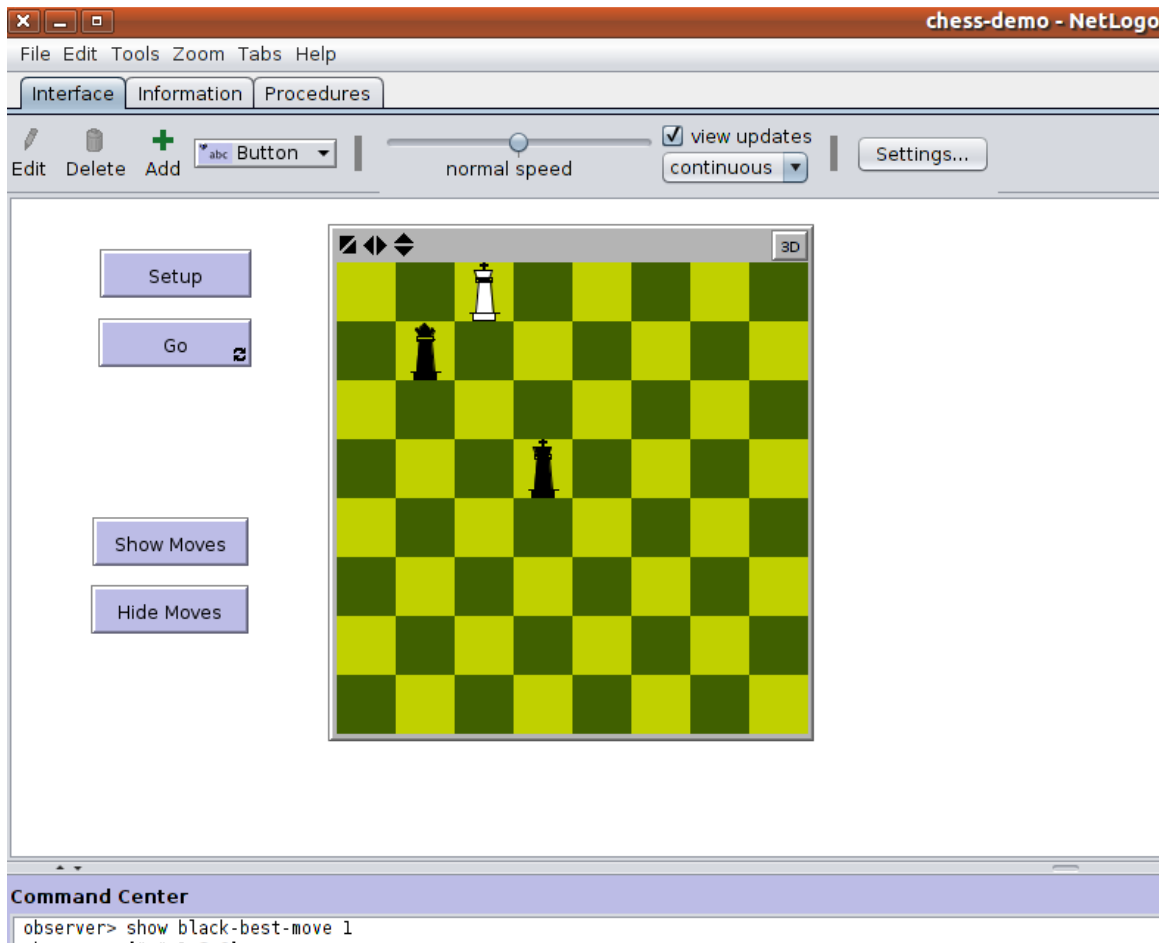 chess-demo - NetLogo
File Edit Tools Zoom Tabs Help
Interface Information Procedures
Edit Delete Add abc Button normal speed view updates continuous Settings...
3D
Setup
Go
Show Moves
Hide Moves
Command Center
observer> show black-best-move 1